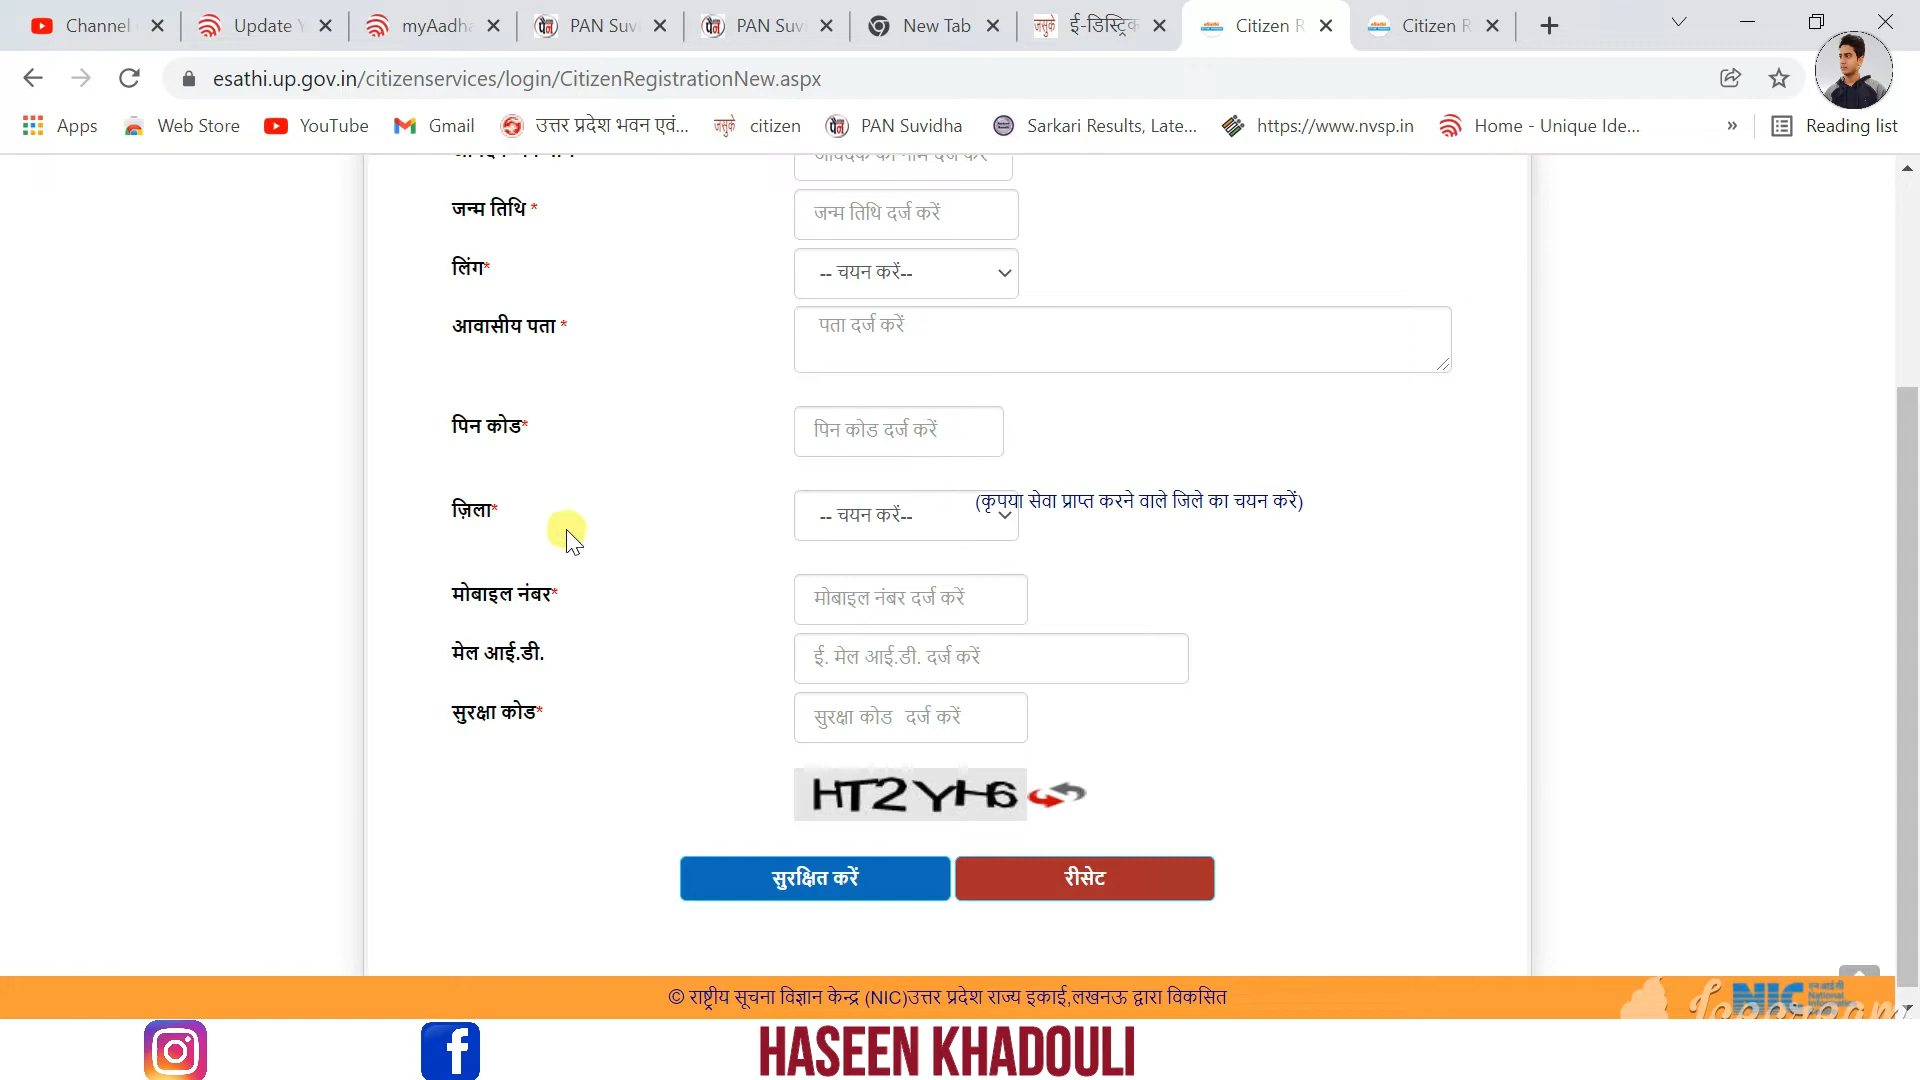 Channel
Update Y
myAadha
PAN Suv
PAN Suvi
New Tab
ई-डिस्ट्रिक
Citizen R
Citizen R
esathi.up.gov.in/citizenservices/login/CitizenRegistrationNew.aspx
Apps
Web Store
YouTube
Gmail
उत्तर प्रदेश भवन एवं...
citizen
PAN Suvidha
Sarkari Results, Late...
https://www.nvsp.in
Home - Unique Ide...
»
Reading list
जन्म तिथि *
जन्म तिथि दर्ज करें
लिंग*
-- चयन करें--
आवासीय पता *
पता दर्ज करें
पिन कोड*
पिन कोड दर्ज करें
ज़िला*
-- चयन करें--
(कृपया सेवा प्राप्त करने वाले जिले का चयन करें)
मोबाइल नंबर*
मोबाइल नंबर दर्ज करें
मेल आई.डी.
ई. मेल आई.डी. दर्ज करें
सुरक्षा कोड*
सुरक्षा कोड दर्ज करें
HT2YH6
सुरक्षित करें
रीसेट
© राष्ट्रीय सूचना विज्ञान केन्द्र (NIC)उत्तर प्रदेश राज्य इकाई,लखनऊ द्वारा विकसित
NIC
HASEEN KHADOULI